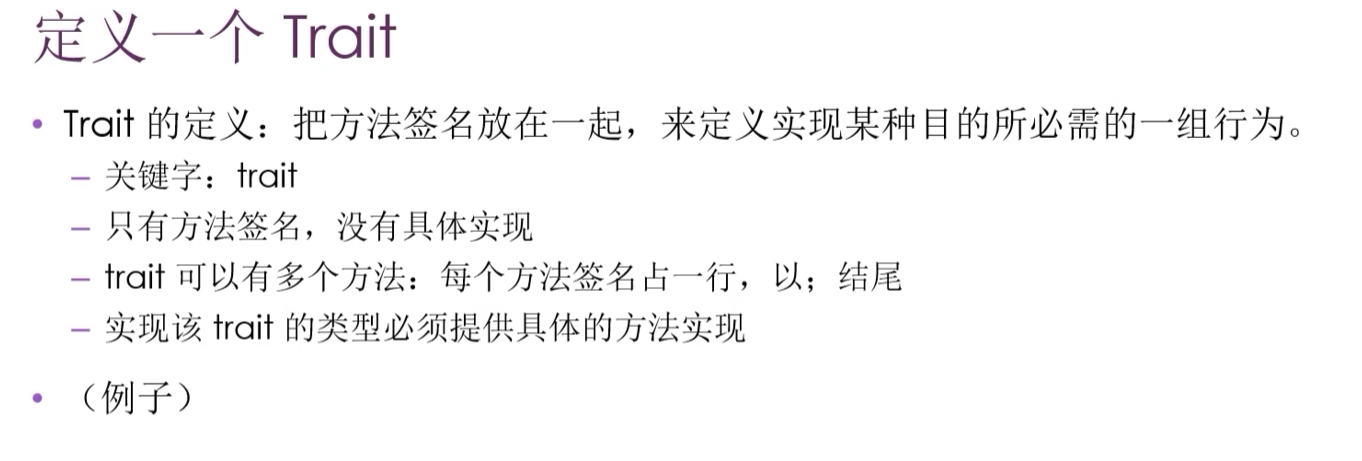 定义一个 Trait
• Trait 的定义：把方法签名放在一起，来定义实现某种目的所必需的一组行为。
– 关键字：trait
– 只有方法签名，没有具体实现
– trait 可以有多个方法：每个方法签名占一行，以；结尾
– 实现该 trait 的类型必须提供具体的方法实现
• （例子）